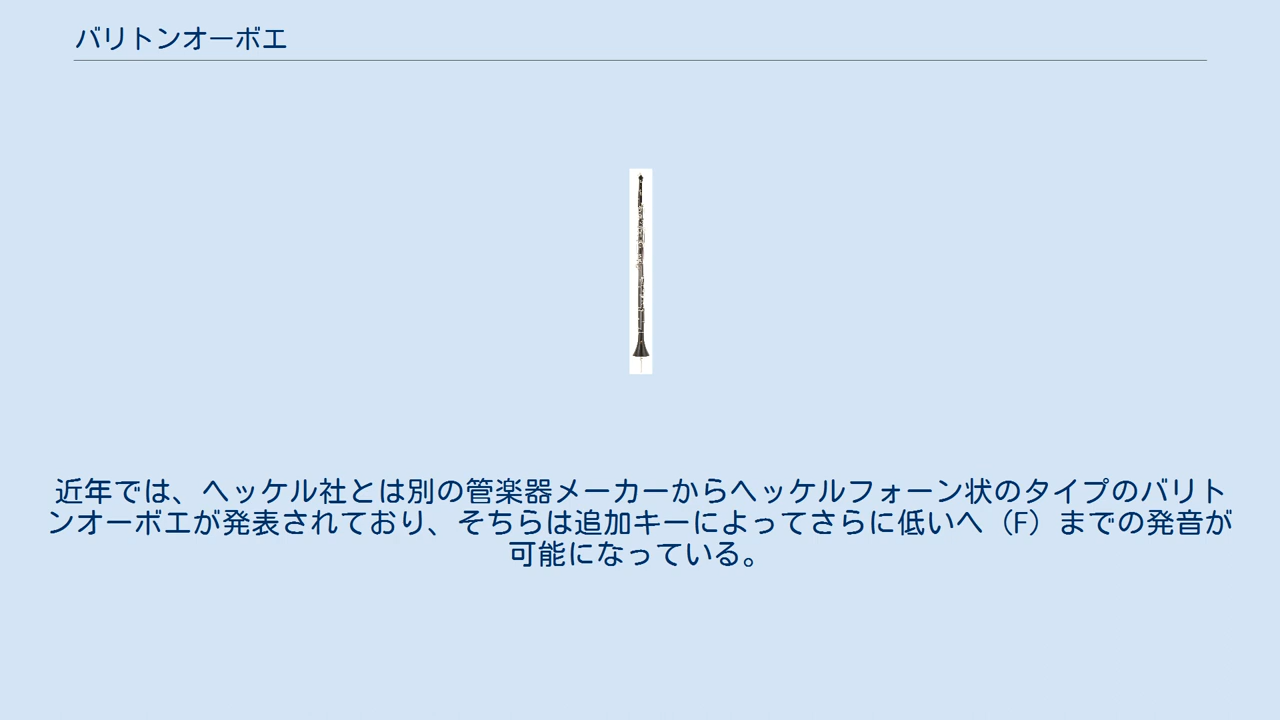 バリトンオーボエ
近年では、ヘッケル社とは別の管楽器メーカーからヘッケルフォーン状のタイプのバリト
ンオーボエが発表されており、そちらは追加キーによってさらに低いヘ（F）までの発音が
可能になっている。